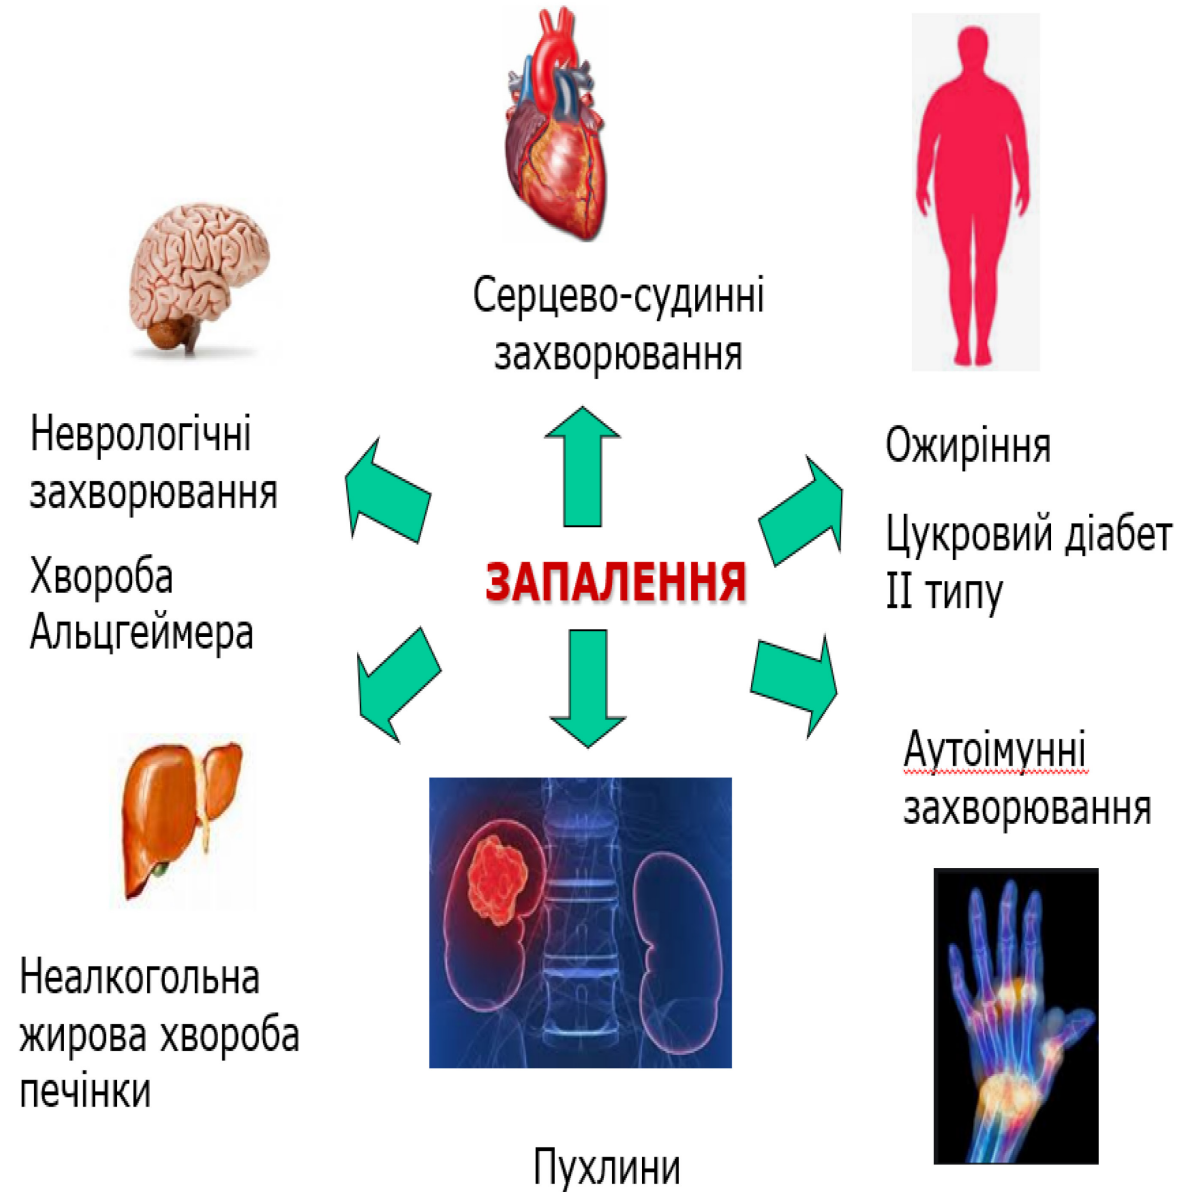 Серцево-судинні
захворювання
Неврологічні
захворювання
Хвороба
Альцгеймера
Ожиріння
Цукровий діабет
II типу
ЗАПАЛЕННЯ
Аутоімунні
захворювання
Неалкогольна
жирова хвороба
печінки
Пухлини